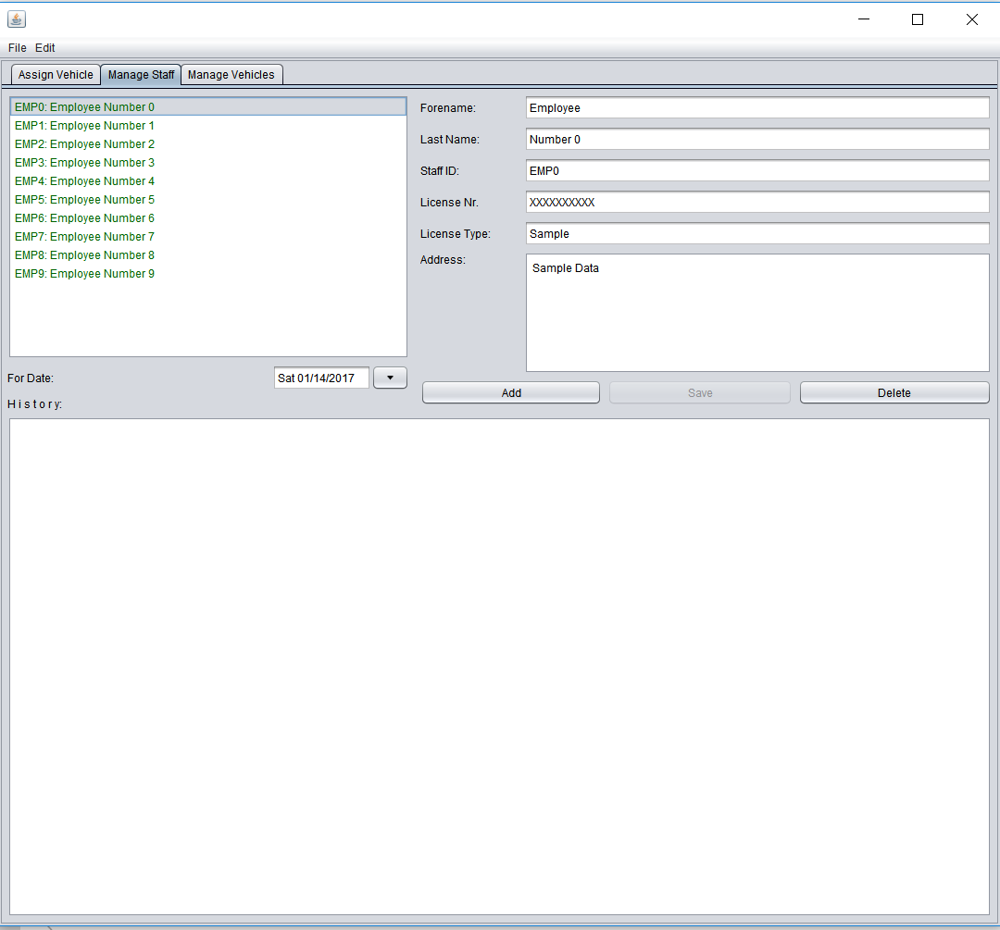 File Edit
Assign Vehicle Manage Staff Manage Vehicles
EMP0: Employee Number 0
EMP1: Employee Number 1
EMP2: Employee Number 2
EMP3: Employee Number 3
EMP4: Employee Number 4
EMP5: Employee Number 5
EMP6: Employee Number 6
EMP7: Employee Number 7
EMP8: Employee Number 8
EMP9: Employee Number 9
Forename: Employee
Last Name: Number 0
Staff ID: EMP0
License Nr. XXXXXXXXXX
License Type: Sample
Address: Sample Data
For Date: Sat 01/14/2017
Add Save Delete
History: